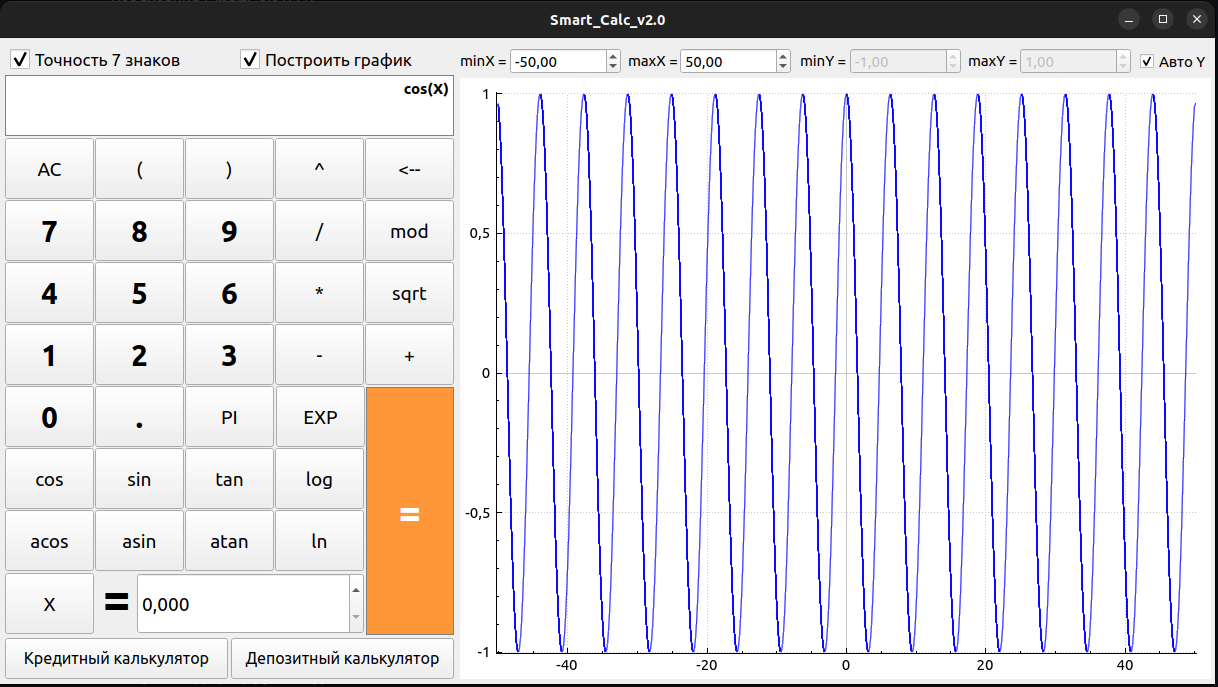 Smart_Calc_v2.0
Точность 7 знаков Построить график
minX = -50,00 maxX = 50,00 minY = -1,00 maxY = 1,00 Авто Y
cos(X)
AC ( ) ^ <--
7 8 9 / mod
4 5 6 * sqrt
1 2 3 - +
0 . PI EXP
cos sin tan log
=
acos asin atan ln
X = 0,000
Кредитный калькулятор Депозитный калькулятор
1
0,5
0
-0,5
-1
-40 -20 0 20 40